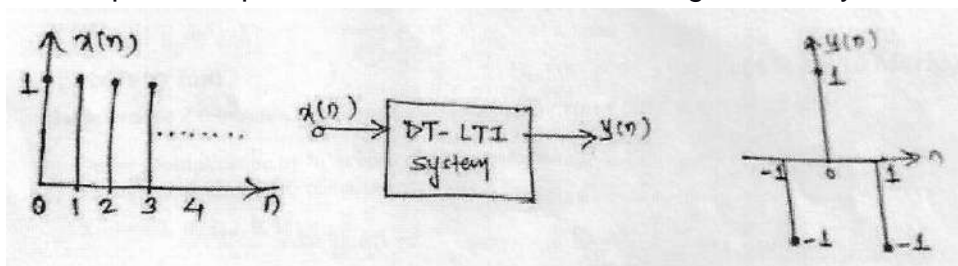 x(n)
1
0 1 2 3 4 n
x(n)
DT-LTI
system
y(n)
y(n)
1
-1 0 1 n
-1 -1